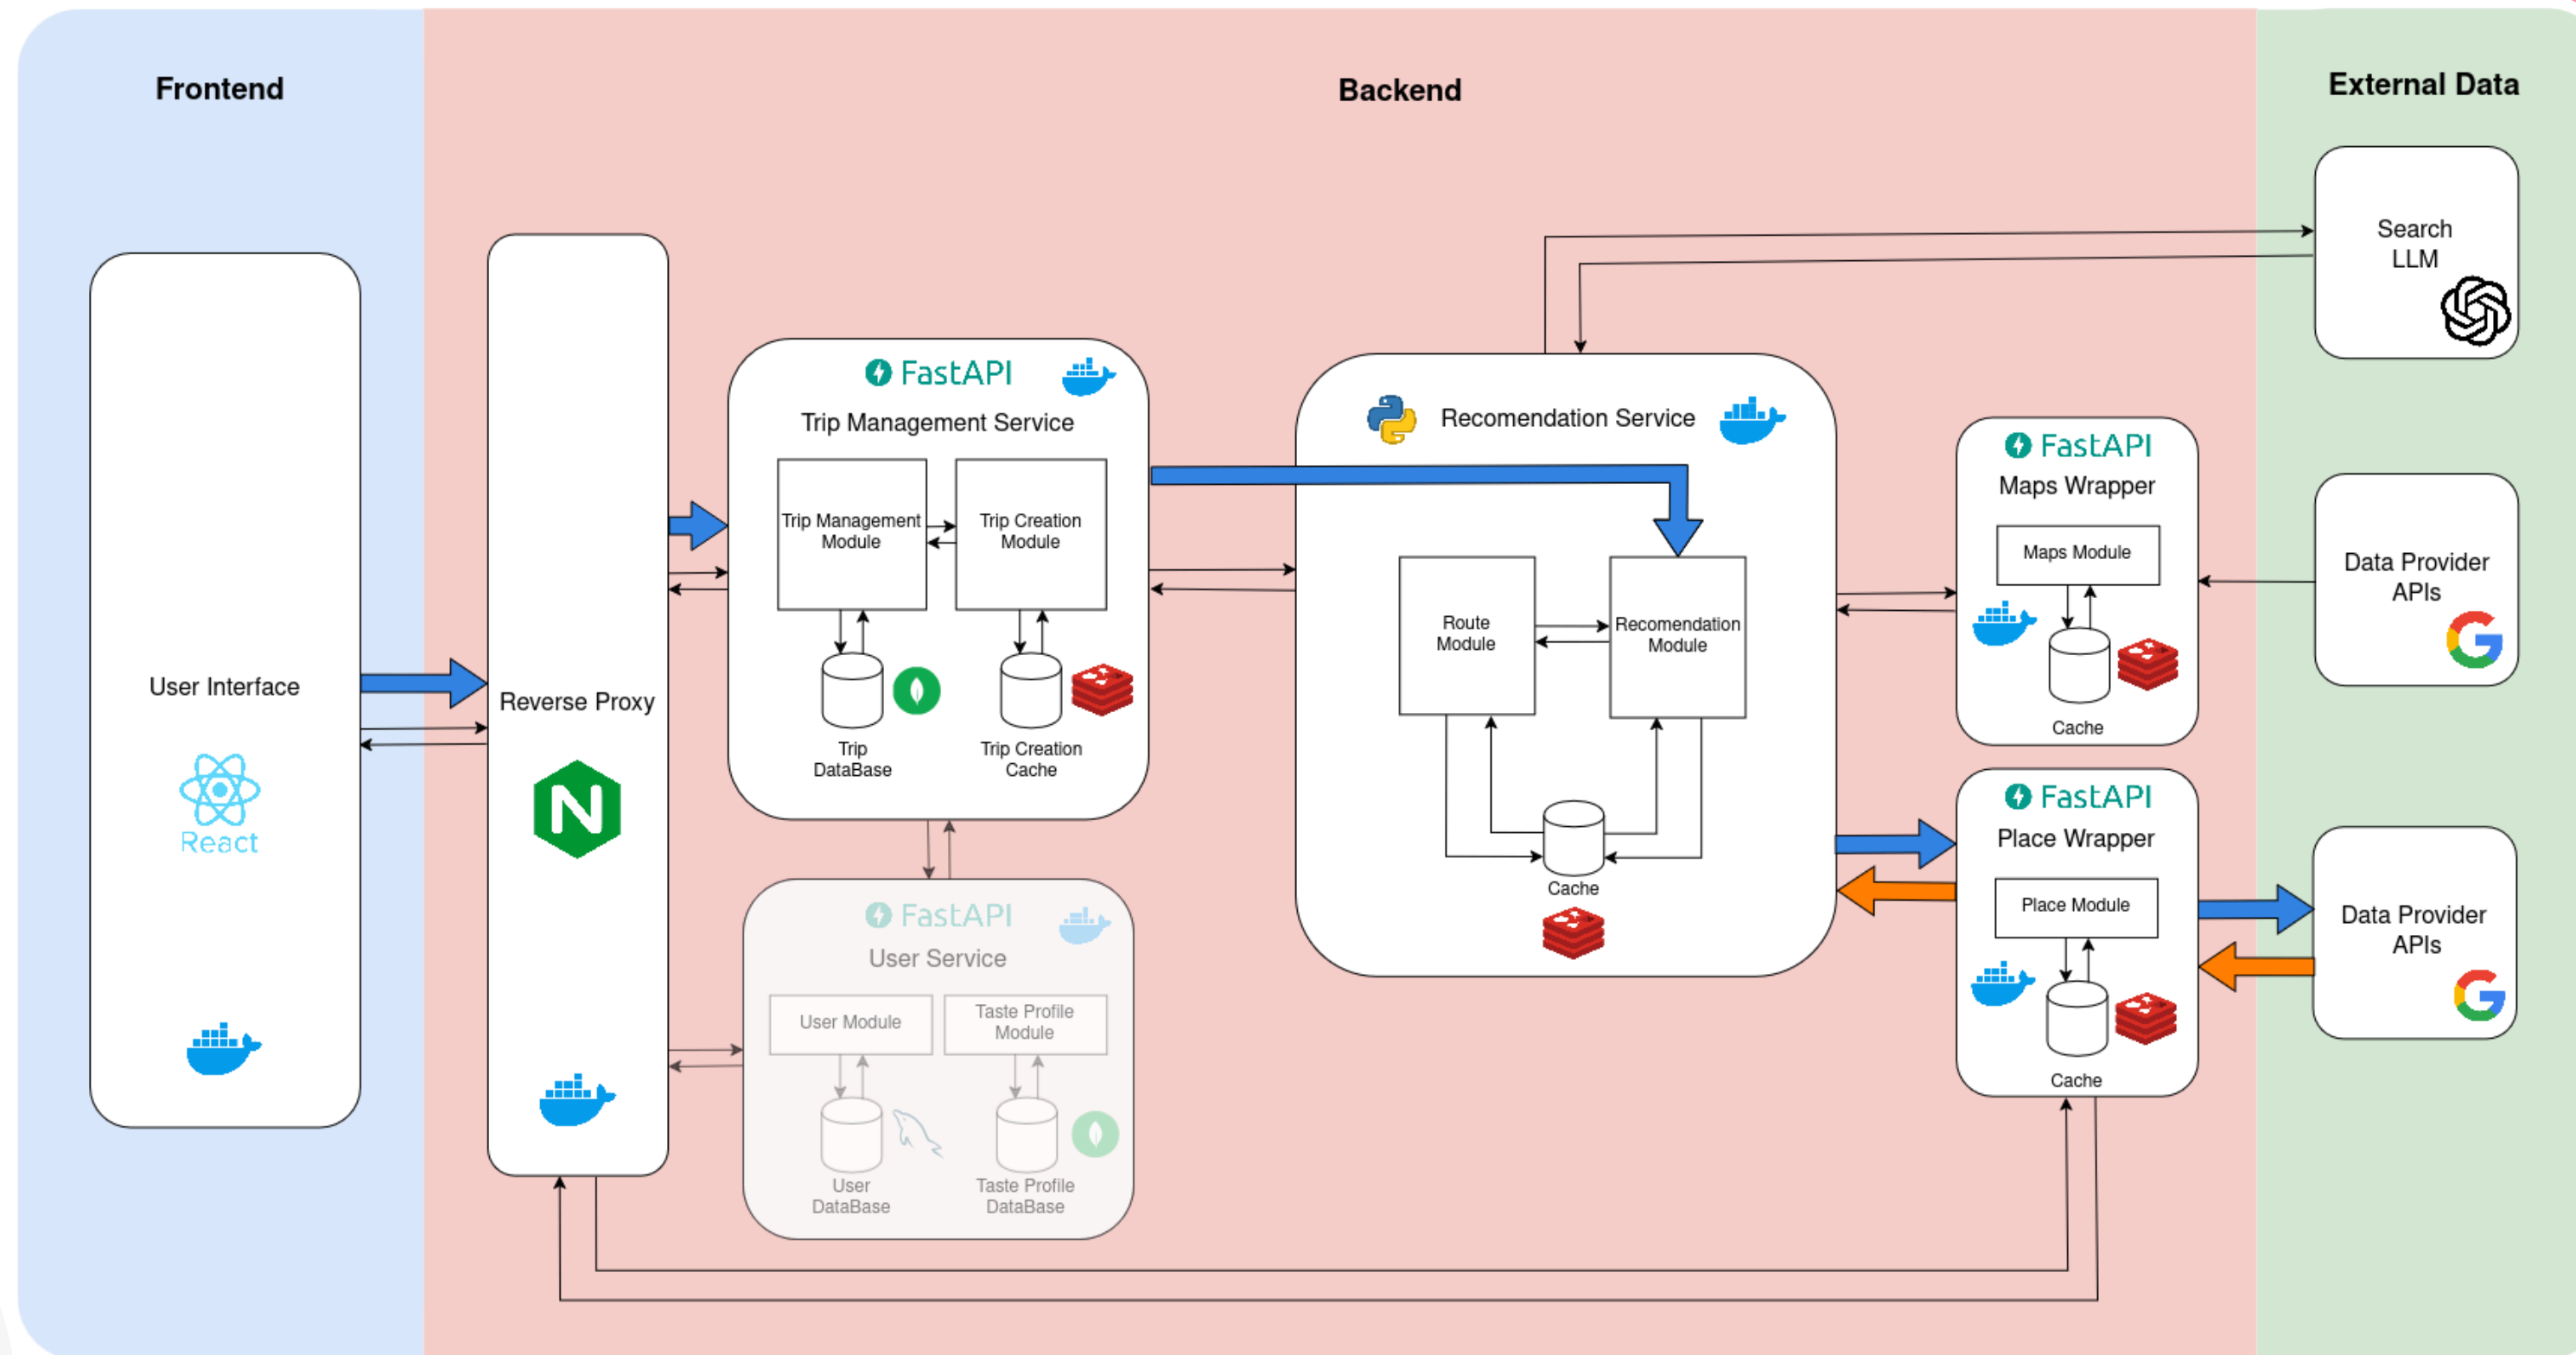 Frontend
Backend
External Data
User Interface
React
Reverse Proxy
N
FastAPI
Trip Management Service
Trip Management
Module
Trip Creation
Module
Trip
DataBase
Trip Creation
Cache
FastAPI
User Service
User Module
Taste Profile
Module
User
DataBase
Taste Profile
DataBase
Recomendation Service
Route
Module
Recomendation
Module
Cache
FastAPI
Maps Wrapper
Maps Module
Cache
FastAPI
Place Wrapper
Place Module
Cache
Search
LLM
Data Provider
APIs
G
Data Provider
APIs
G